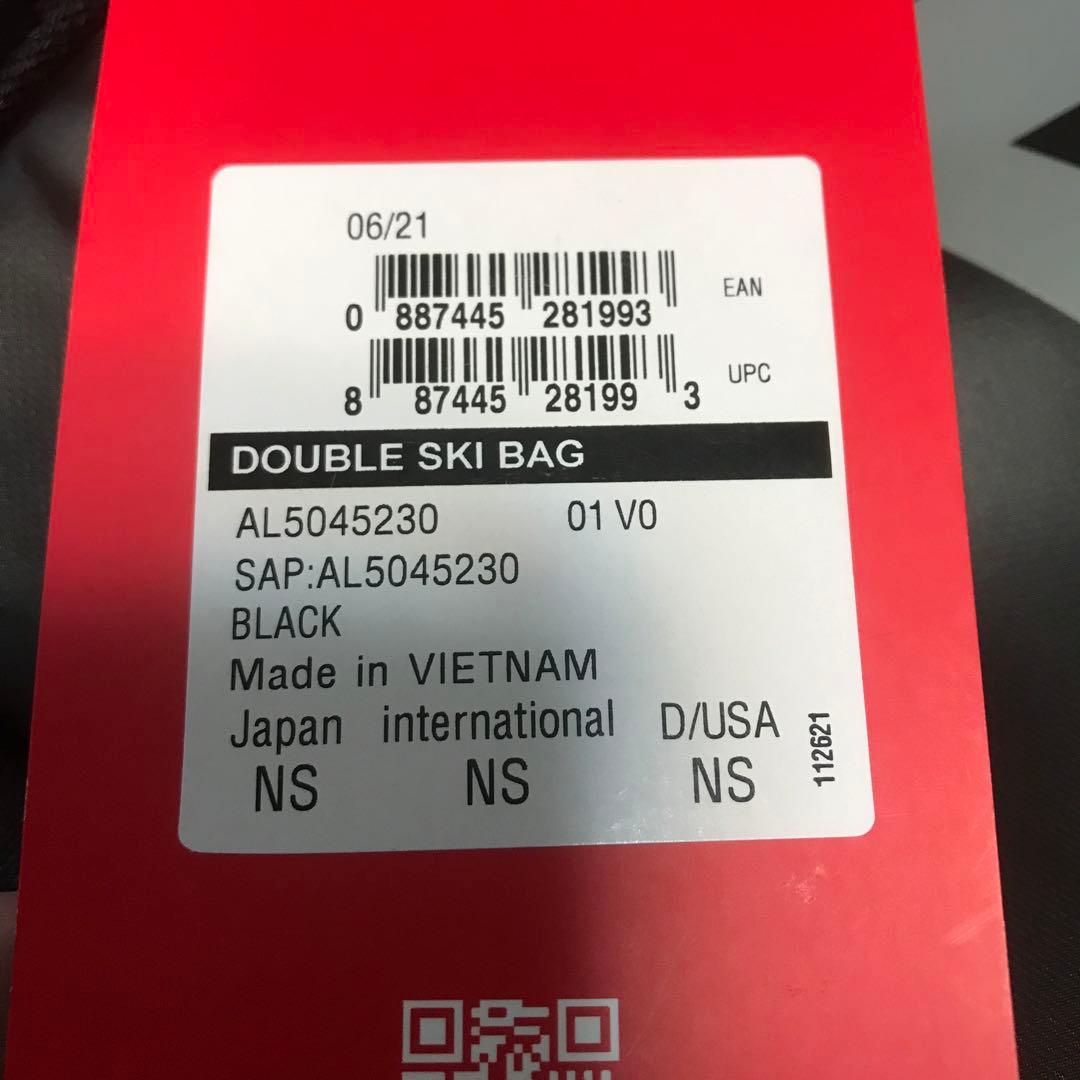 06/21
0 887445 281993 EAN
8 87445 28199 3 UPC
DOUBLE SKI BAG
AL5045230 01 V0
SAP:AL5045230
BLACK
Made in VIETNAM
Japan international D/USA
NS NS NS
112621